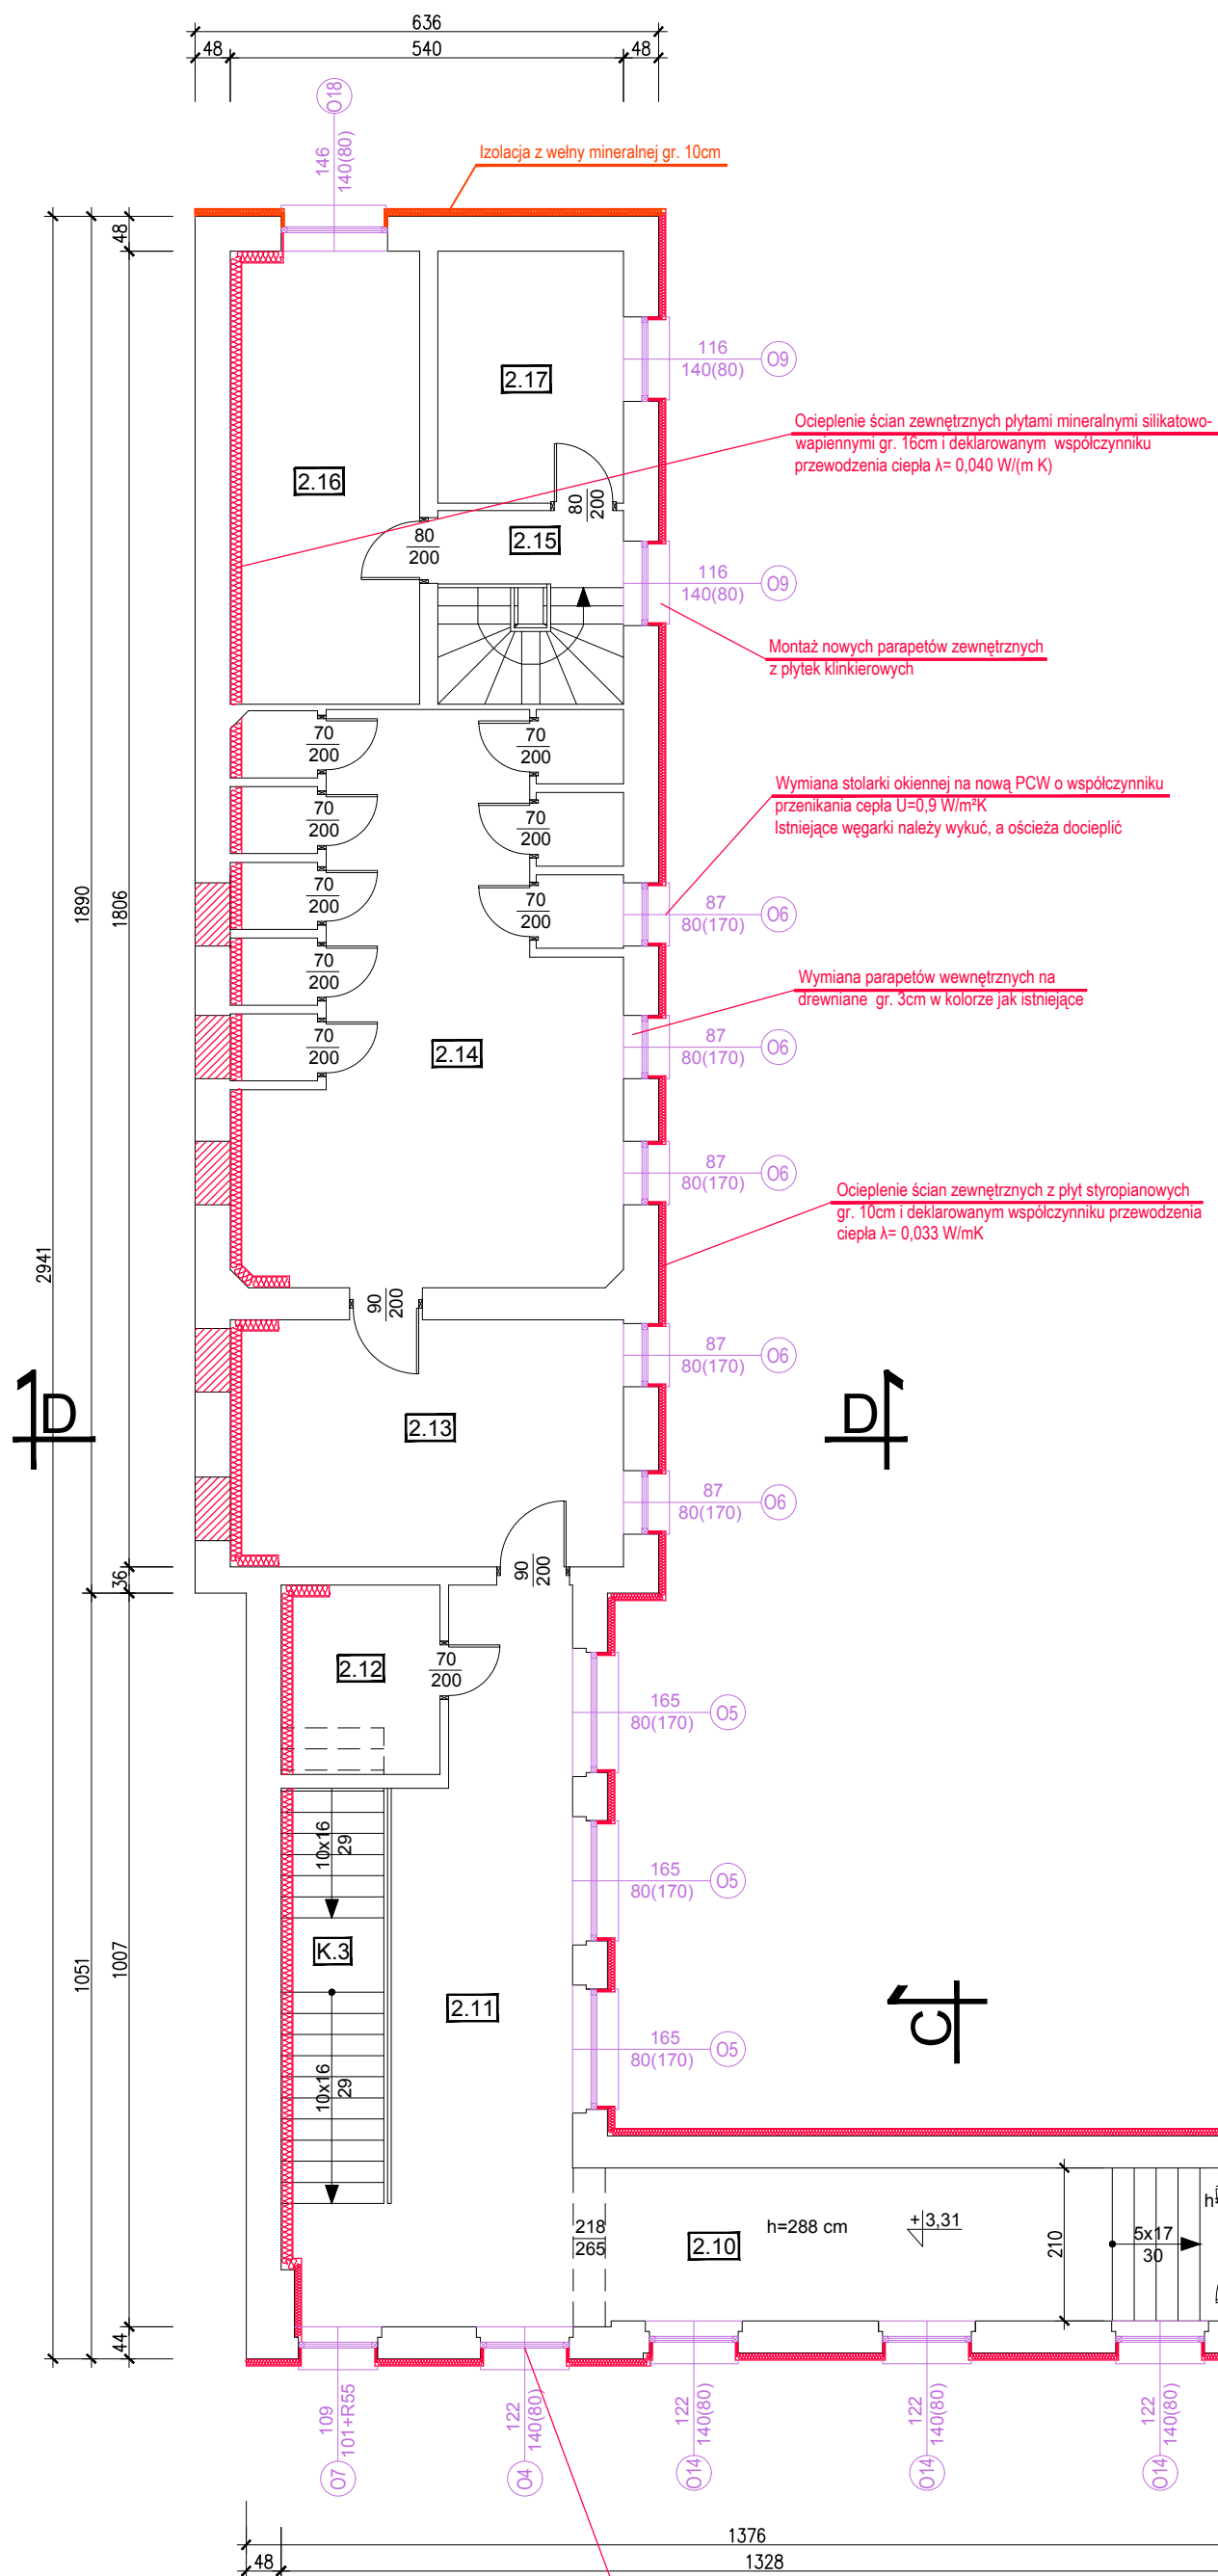 636
48
540
48
O18
146
140(80)
Izolacja z wełny mineralnej gr. 10cm
48
116
140(80)
O9
2.17
Ocieplenie ścian zewnętrznych płytami mineralnymi silikatowo-
wapiennymi gr. 16cm i deklarowanym współczynniku
przewodzenia ciepła λ= 0,040 W/(m K)
2.16
80
200
2.15
80
200
116
140(80)
O9
Montaż nowych parapetów zewnętrznych
z płytek klinkierowych
70
200
70
200
Wymiana stolarki okiennej na nową PCW o współczynniku
przenikania cepła U=0,9 W/m²K
Istniejące węgarki należy wykuć, a ościeża docieplić
70
200
70
200
1890
1806
70
200
70
200
87
80(170)
O6
70
200
Wymiana parapetów wewnętrznych na
drewniane gr. 3cm w kolorze jak istniejące
70
200
2.14
87
80(170)
O6
87
80(170)
O6
Ocieplenie ścian zewnętrznych z płyt styropianowych
gr. 10cm i deklarowanym współczynniku przewodzenia
ciepła λ= 0,033 W/mK
2941
90
200
87
80(170)
O6
D
D
2.13
87
80(170)
O6
36
90
200
2.12
70
200
165
80(170)
O5
10x16
29
165
80(170)
O5
1051
1007
K.3
2.11
C
165
80(170)
O5
10x16
29
218
265
h=288 cm
+3,31
2.10
210
5x17
30
44
109
101+R55
O7
122
140(80)
O4
122
140(80)
O14
122
140(80)
O14
122
140(80)
O14
1376
48
1328